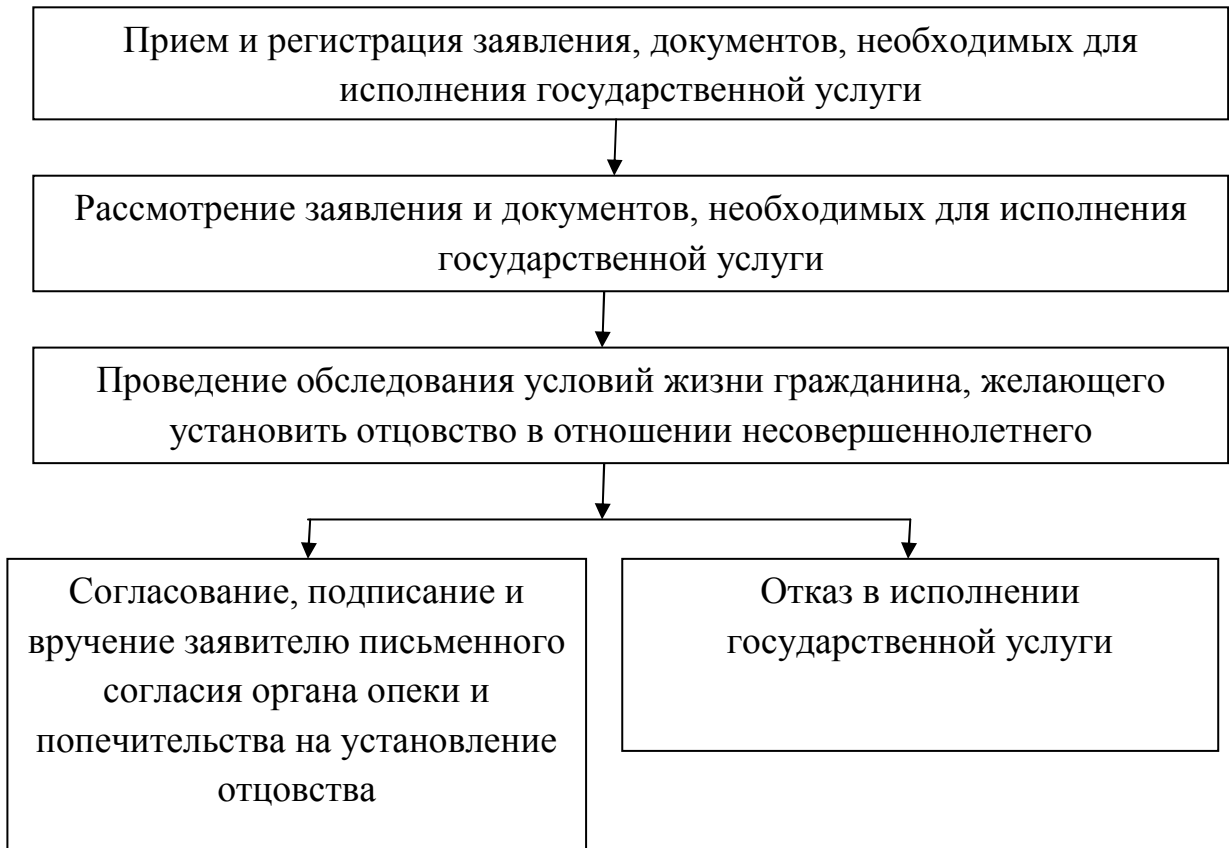 Прием и регистрация заявления, документов, необходимых для
исполнения государственной услуги
Рассмотрение заявления и документов, необходимых для исполнения
государственной услуги
Проведение обследования условий жизни гражданина, желающего
установить отцовство в отношении несовершеннолетнего
Согласование, подписание и
вручение заявителю письменного
согласия органа опеки и
попечительства на установление
отцовства
Отказ в исполнении
государственной услуги